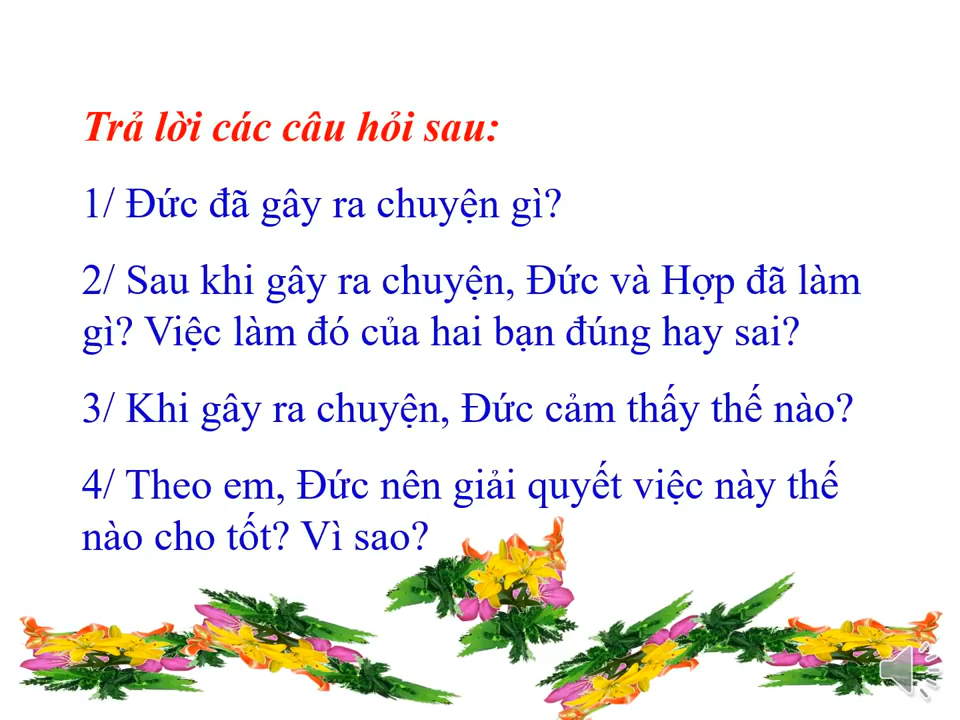 Trả lời các câu hỏi sau:
1/ Đức đã gây ra chuyện gì?
2/ Sau khi gây ra chuyện, Đức và Hợp đã làm
gì? Việc làm đó của hai bạn đúng hay sai?
3/ Khi gây ra chuyện, Đức cảm thấy thế nào?
4/ Theo em, Đức nên giải quyết việc này thế
nào cho tốt? Vì sao?